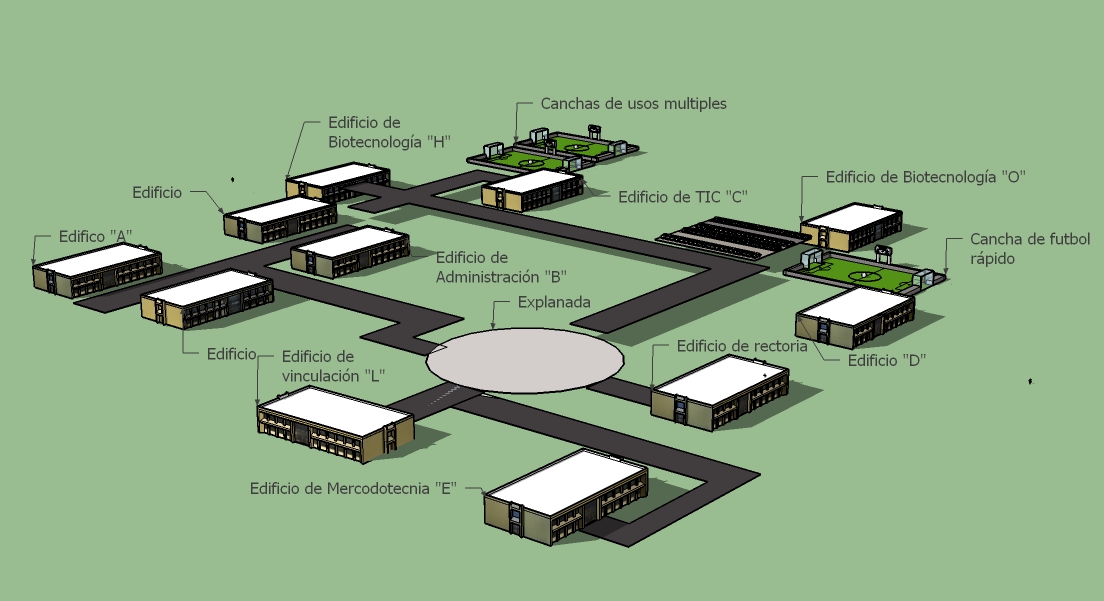 Canchas de usos multiples
Edificio de
Biotecnología "H"
Edificio de Biotecnología "O"
Edificio
Edificio de TIC "C"
Edifico "A"
Cancha de futbol
rápido
Edificio de
Administración "B"
Explanada
Edificio de rectoria
Edificio
Edificio de
vinculación "L"
Edificio "D"
Edificio de Mercodotecnia "E"